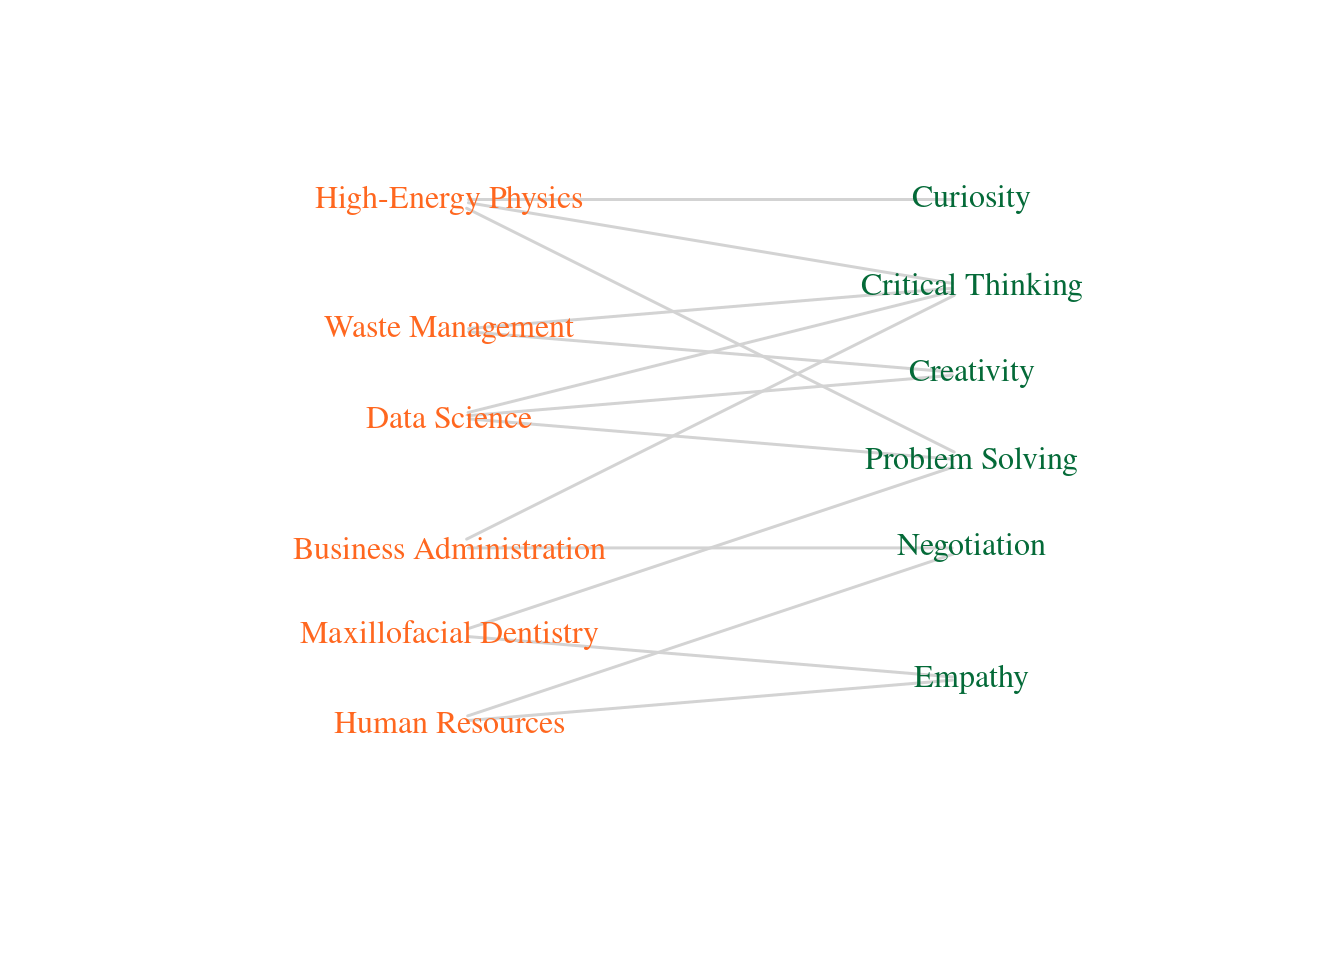 High-Energy Physics
Waste Management
Data Science
Business Administration
Maxillofacial Dentistry
Human Resources
Curiosity
Critical Thinking
Creativity
Problem Solving
Negotiation
Empathy